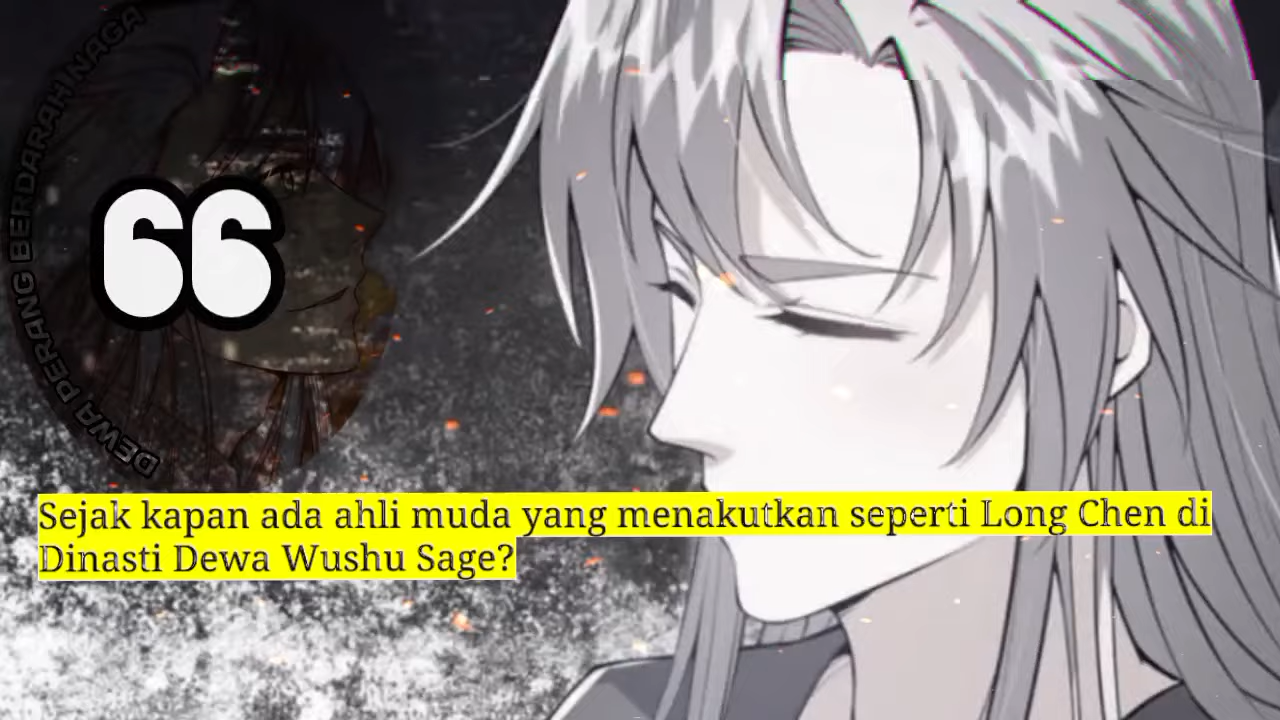 DEWA PERANG BERDARAH NAGA
66
Sejak kapan ada ahli muda yang menakutkan seperti Long Chen di
Dinasti Dewa Wushu Sage?